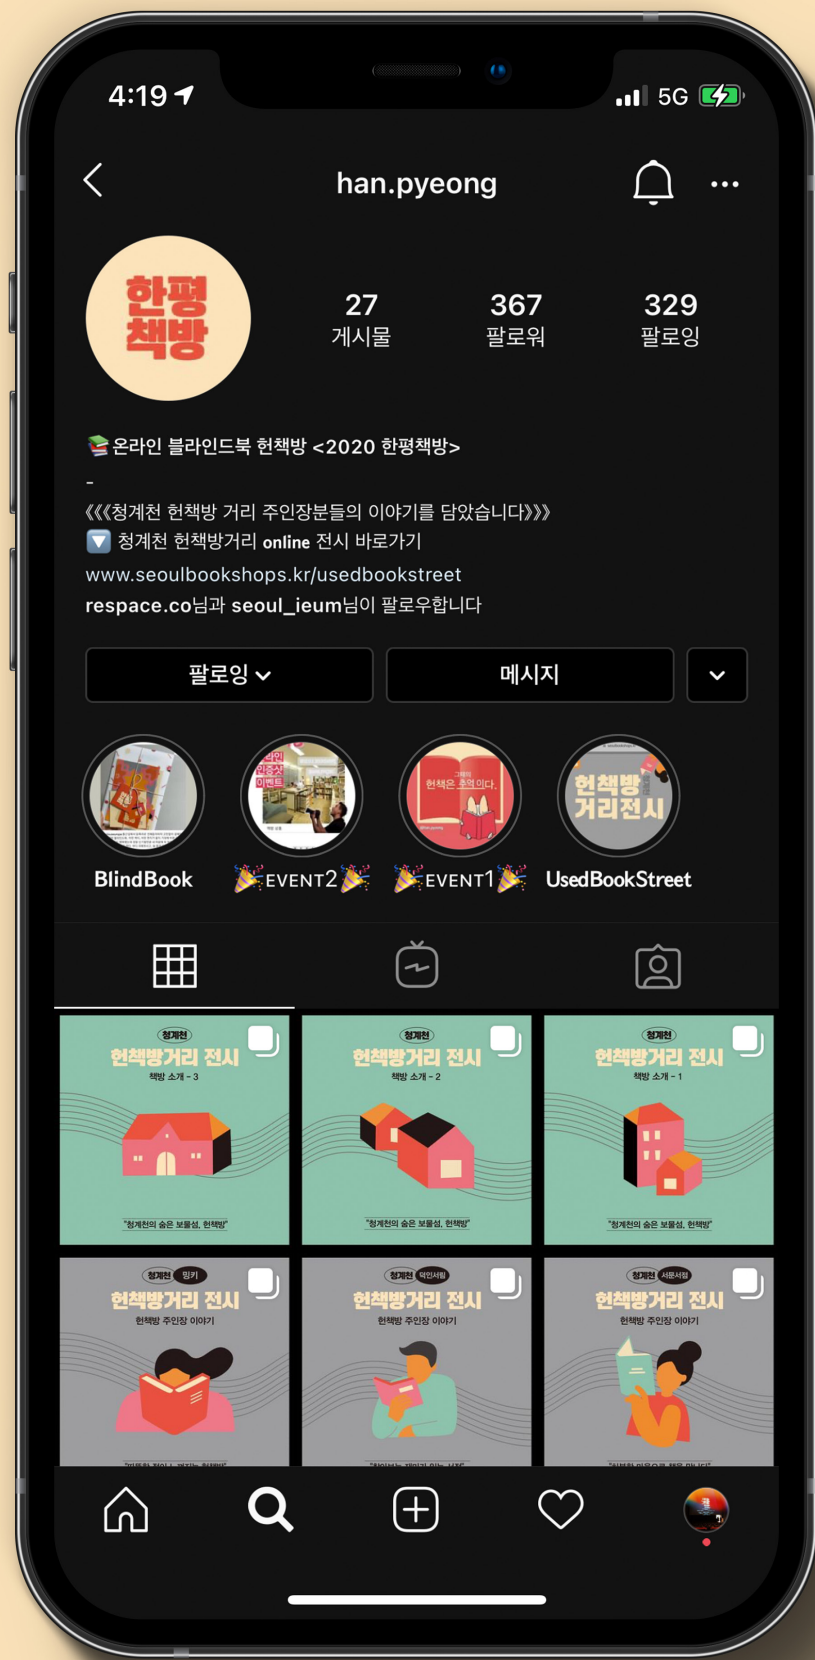 4:19
5G
han.pyeong
한평
책방
27
게시물
367
팔로워
329
팔로잉
온라인 블라인드북 헌책방 <2020 한평책방>
-
《《《청계천 헌책방 거리 주인장분들의 이야기를 담았습니다》》》
청계천 헌책방거리 online 전시 바로가기
www.seoulbookshops.kr/usedbookstreet
respace.co님과 seoul_ieum님이 팔로우합니다
팔로잉
메시지
인증샷
이벤트
헌책은 추억이다.
헌책방
거리전시
BlindBook
EVENT2
EVENT1
UsedBookStreet
청계천
헌책방거리 전시
책방 소개 - 3
"청계천의 숨은 보물섬, 헌책방"
청계천
헌책방거리 전시
책방 소개 - 2
"청계천의 숨은 보물섬, 헌책방"
청계천
헌책방거리 전시
책방 소개 - 1
"청계천의 숨은 보물섬, 헌책방"
청계천 밍키
헌책방거리 전시
헌책방 주인장 이야기
청계천 덕인서림
헌책방거리 전시
헌책방 주인장 이야기
청계천 서문서점
헌책방거리 전시
헌책방 주인장 이야기